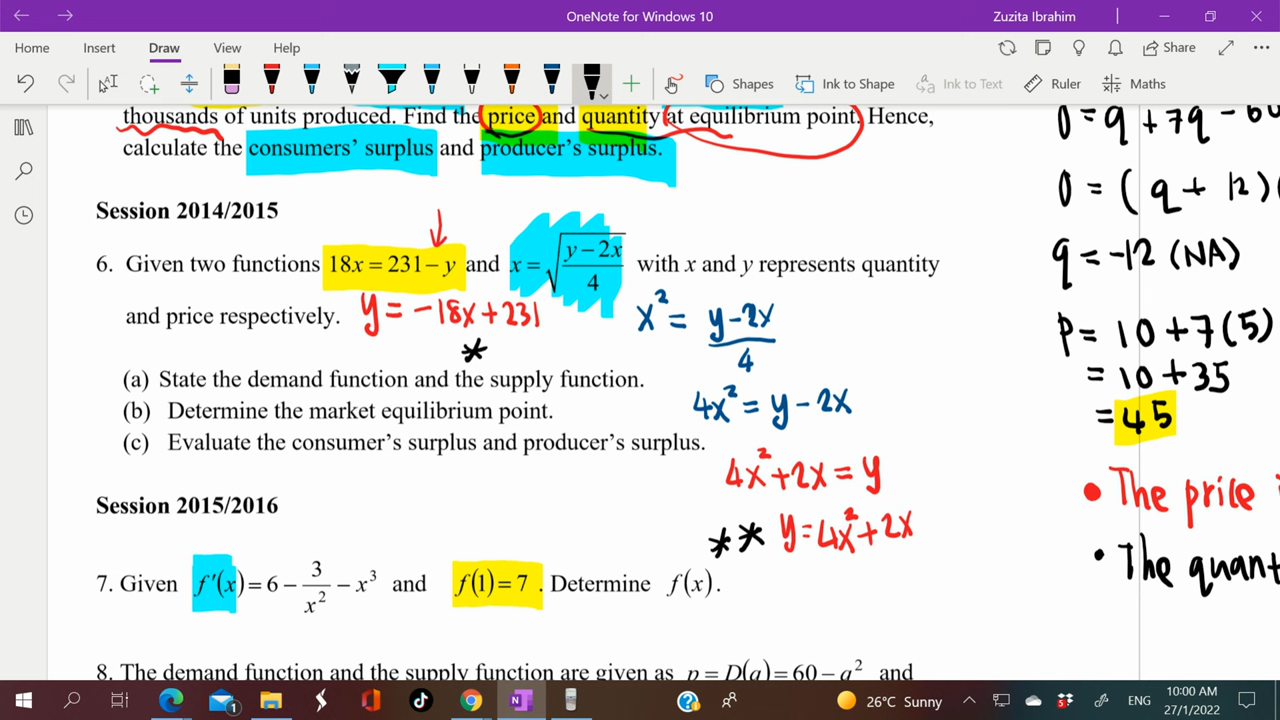 OneNote for Windows 10
Zuzita Ibrahim
Home Insert Draw View Help
Share
Shapes
Ink to Shape
Ink to Text
Ruler
Maths
thousands of units produced. Find the price and quantity at equilibrium point. Hence,
calculate the consumers' surplus and producer's surplus.
Session 2014/2015
6. Given two functions 18x = 231 – y and x = √((y – 2x)/4) with x and y represents quantity
and price respectively. y = -18x + 231
*
x² = (y - 2x)/4
(a) State the demand function and the supply function.
4x² = y - 2x
(b) Determine the market equilibrium point.
(c) Evaluate the consumer's surplus and producer's surplus.
4x² + 2x = y
** y = 4x² + 2x
Session 2015/2016
7. Given f'(x) = 6 – 3/x² – x³ and f(1) = 7. Determine f(x).
8. The demand function and the supply function are given as p = D(q) = 60 – q² and
0 = q + 7q - 60
0 = (q + 12)(
q = -12 (NA)
P = 10 + 7(5)
= 10 + 35
= 45
• The price
• The quant
26°C Sunny
ENG
10:00 AM
27/1/2022